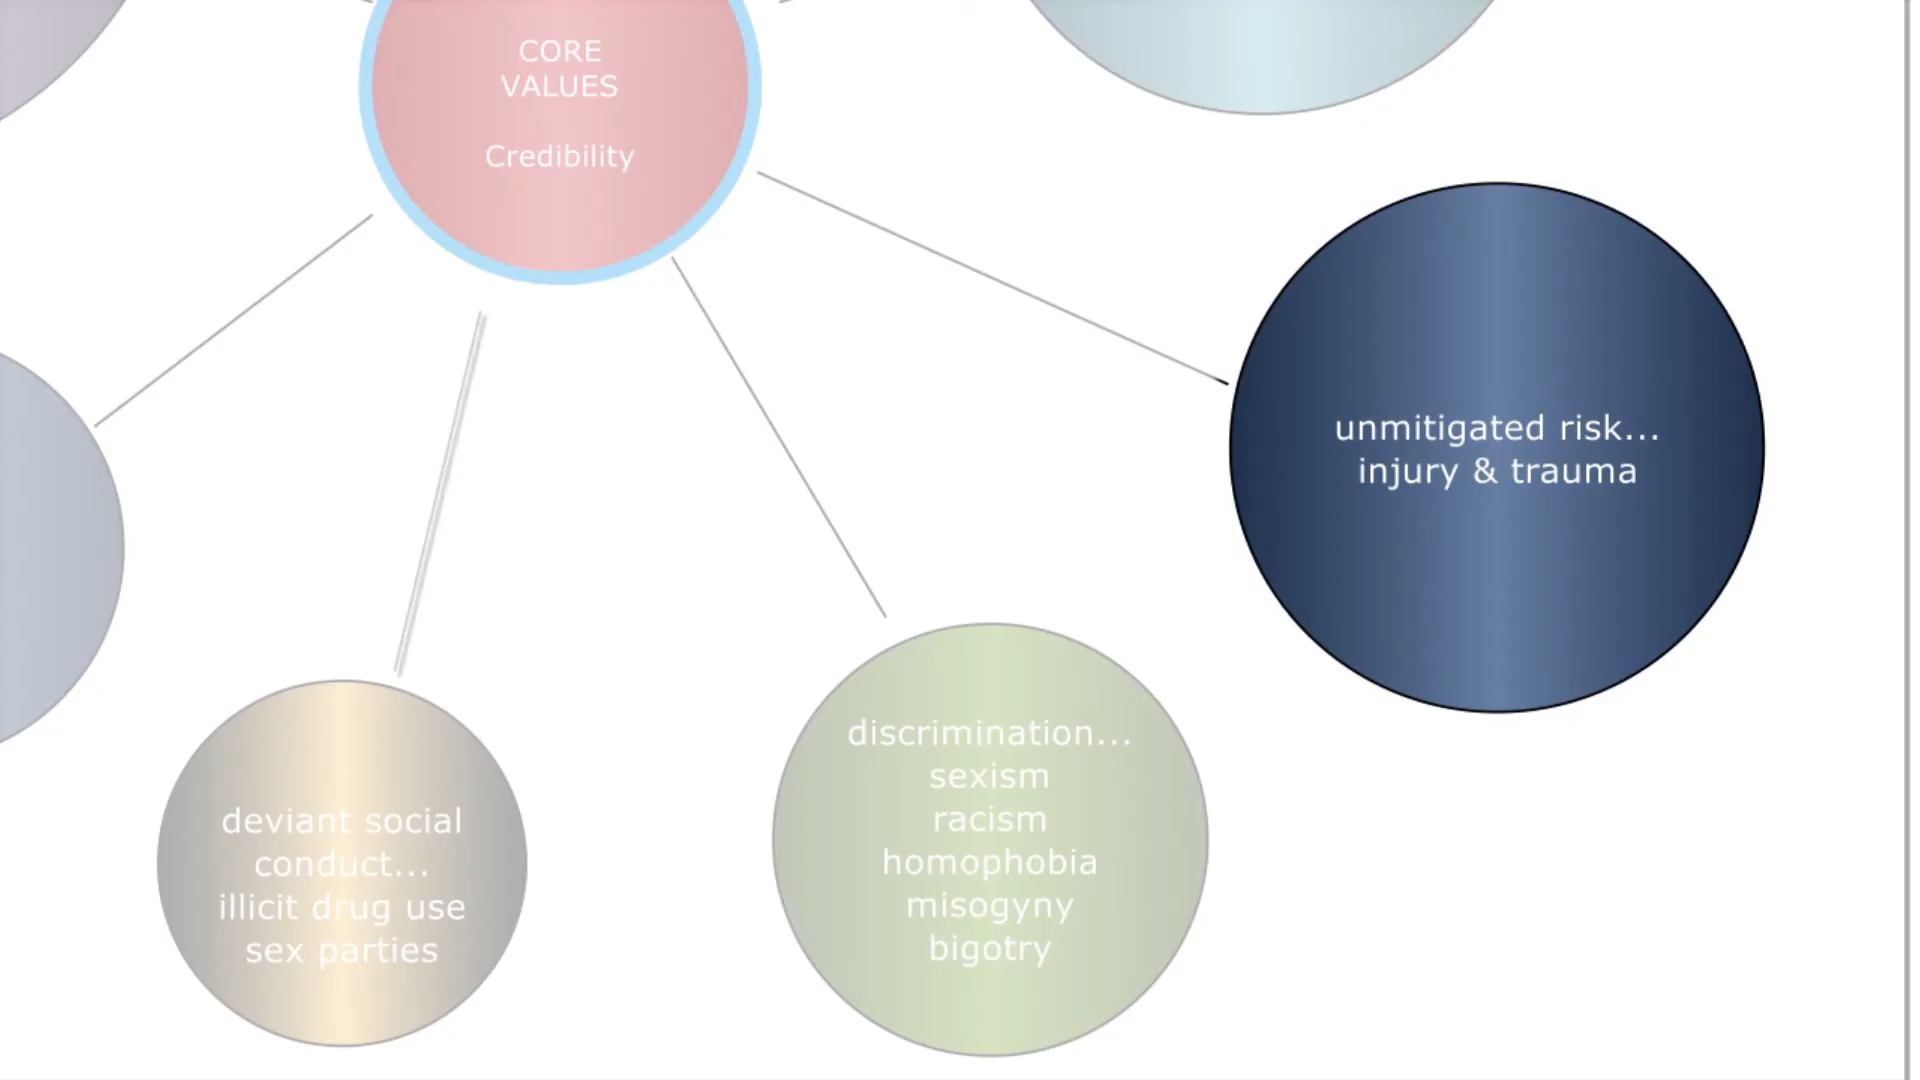 CORE
VALUES
Credibility
unmitigated risk...
injury & trauma
discrimination...
sexism
racism
homophobia
misogyny
bigotry
deviant social
conduct...
illicit drug use
sex parties